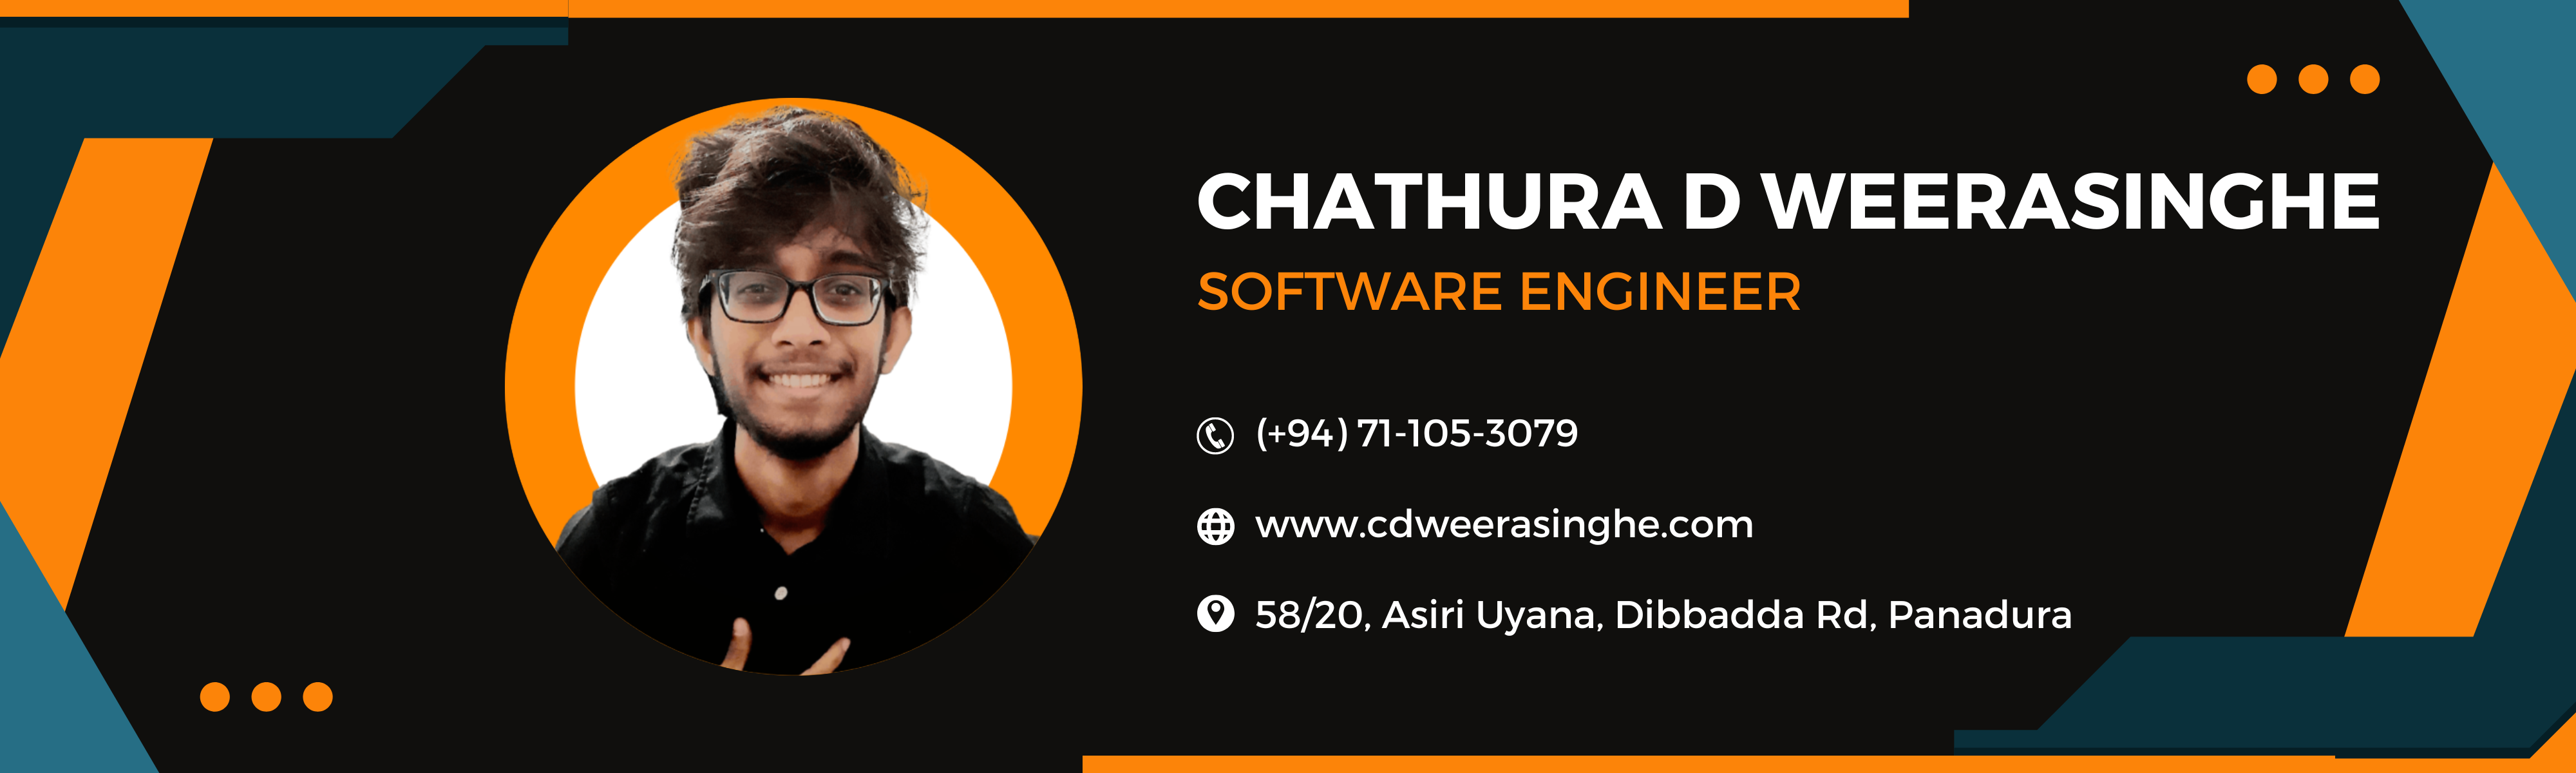 CHATHURA D WEERASINGHE
SOFTWARE ENGINEER
(+94) 71-105-3079
www.cdweerasinghe.com
58/20, Asiri Uyana, Dibbadda Rd, Panadura